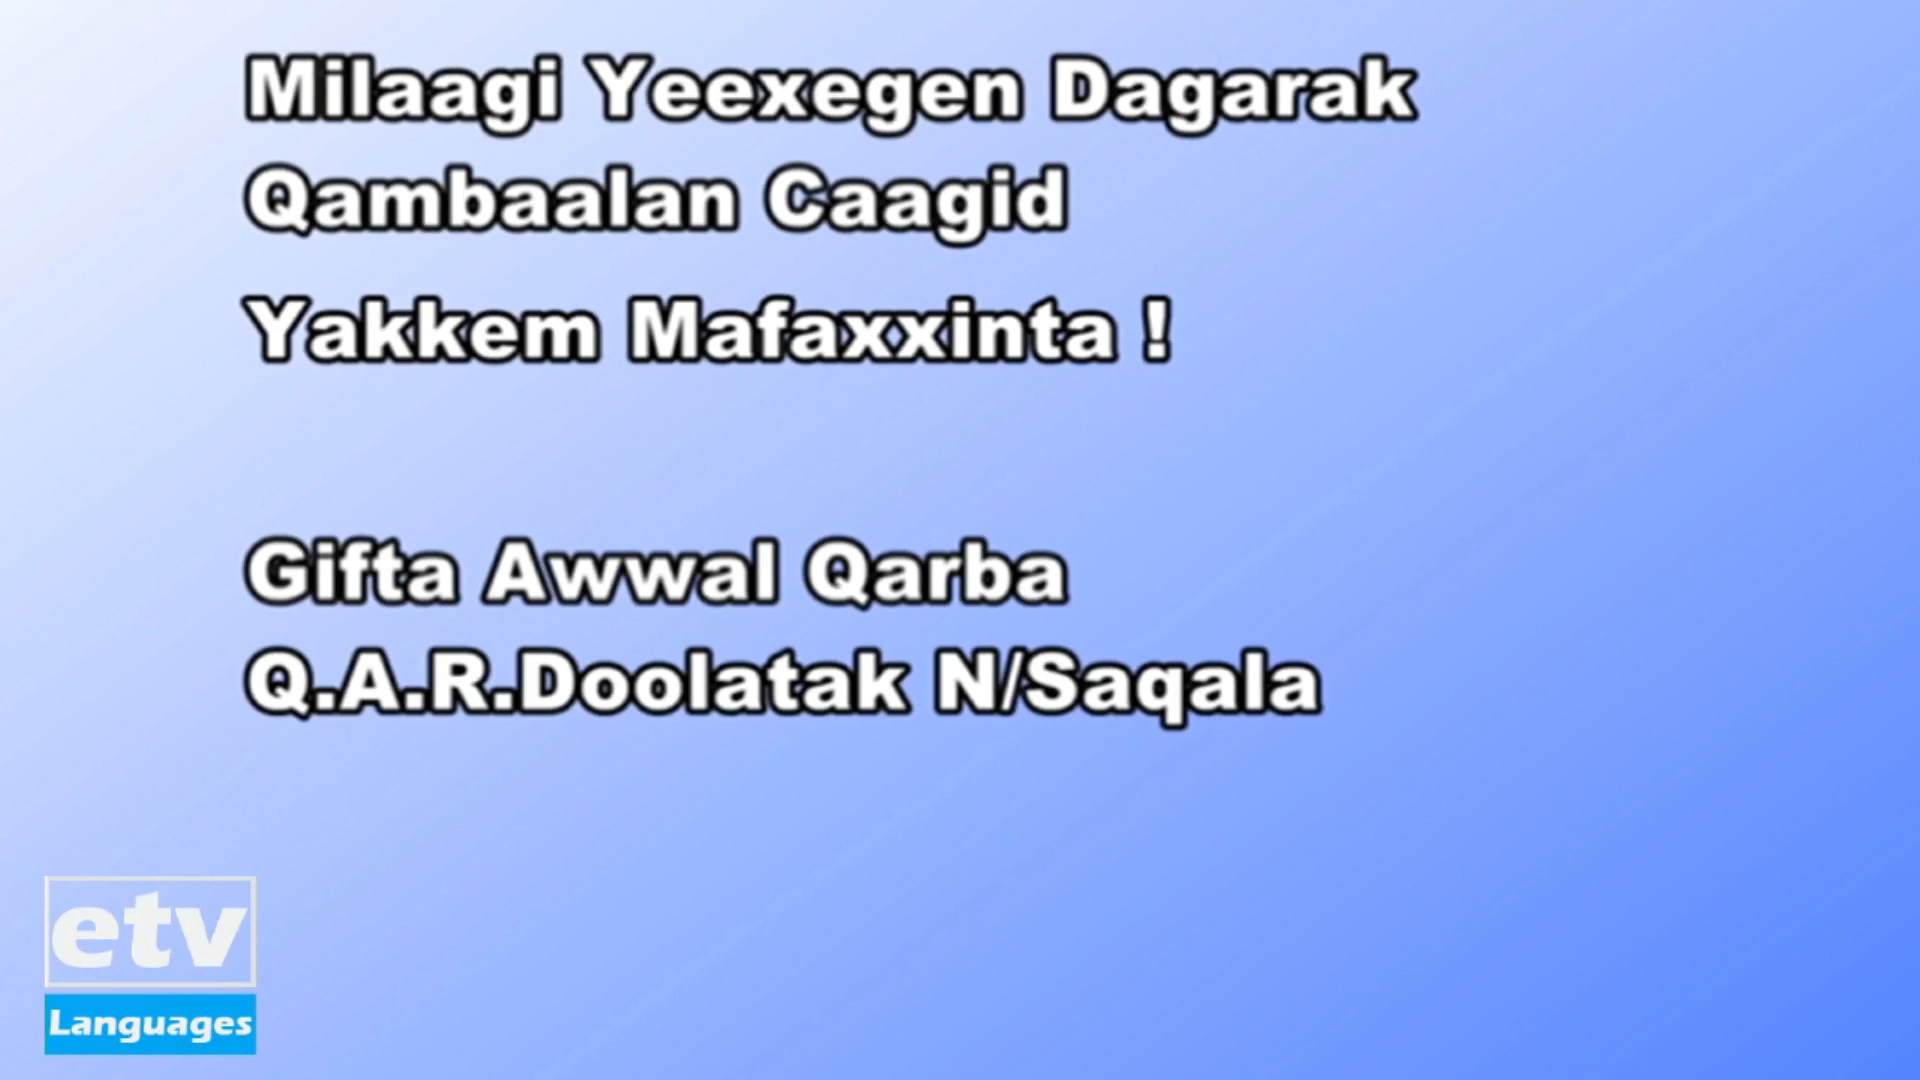 Milaagi Yeexegen Dagarak
Qambaalan Caagid
Yakkem Mafaxxinta !
Gifta Awwal Qarba
Q.A.R.Doolatak N/Saqala
etv
Languages